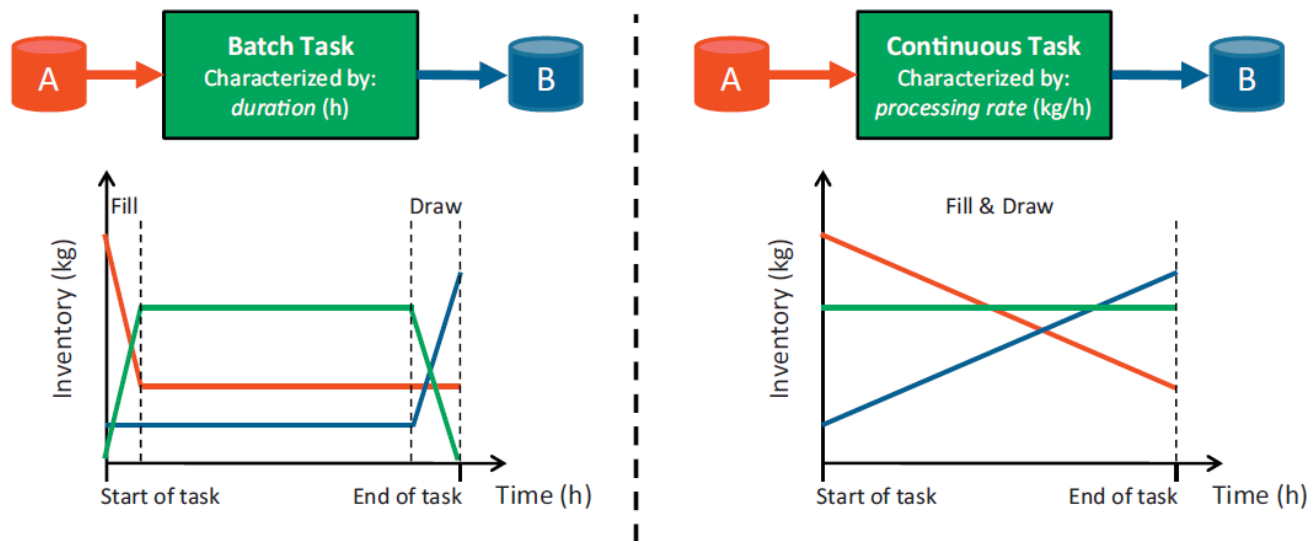 A
Batch Task
Characterized by:
duration (h)
B
Fill
Draw
Inventory (kg)
Start of task
End of task
Time (h)
A
Continuous Task
Characterized by:
processing rate (kg/h)
B
Fill & Draw
Inventory (kg)
Start of task
End of task
Time (h)